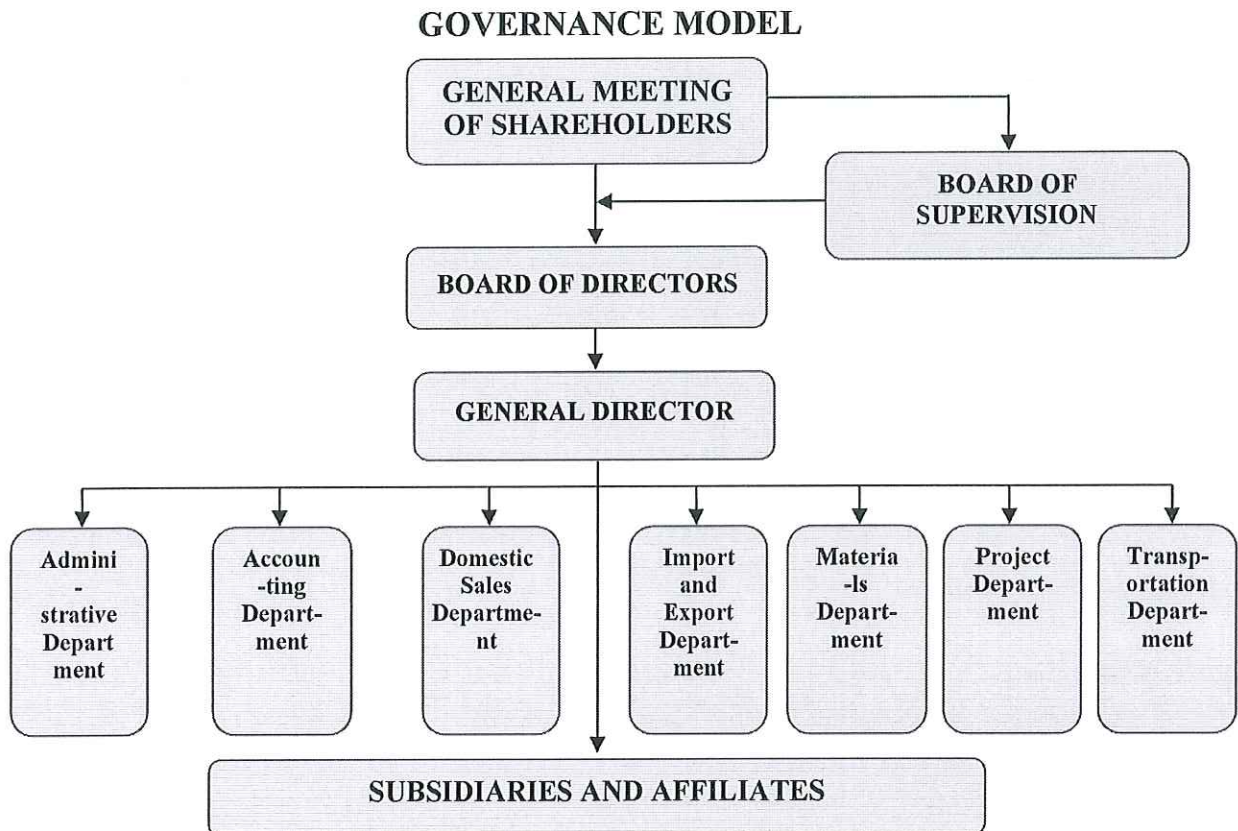 GOVERNANCE MODEL
GENERAL MEETING
OF SHAREHOLDERS
BOARD OF
SUPERVISION
BOARD OF DIRECTORS
GENERAL DIRECTOR
Admini
-
strative
Depart
ment
Accoun
-ting
Depart-
ment
Domestic
Sales
Departme-
nt
Import
and
Export
Depart-
ment
Materia
-ls
Depart-
ment
Project
Depart-
ment
Transp-
ortation
Depart-
ment
SUBSIDIARIES AND AFFILIATES